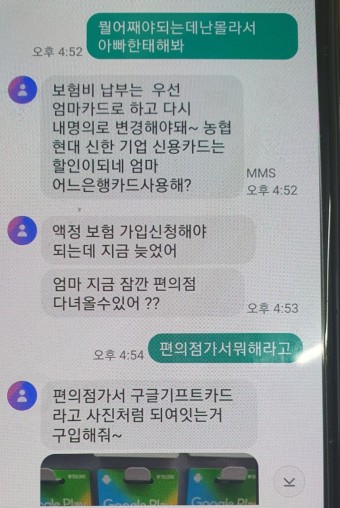 뭘어째야되는데난몰라서
아빠한태해봐
오후 4:52
보험비 납부는 우선
엄마카드로 하고 다시
내명의로 변경해야돼~ 농협
현대 신한 기업 신용카드는
할인이되네 엄마
어느은행카드사용해?
MMS
오후 4:52
액정 보험 가입신청해야
되는데 지금 늦었어
엄마 지금 잠깐 편의점
다녀올수있어 ??
오후 4:53
편의점가서뭐해라고
오후 4:54
편의점가서 구글기프트카드
라고 사진처럼 되여잇는거
구입해줘~
Google Play
Google Play